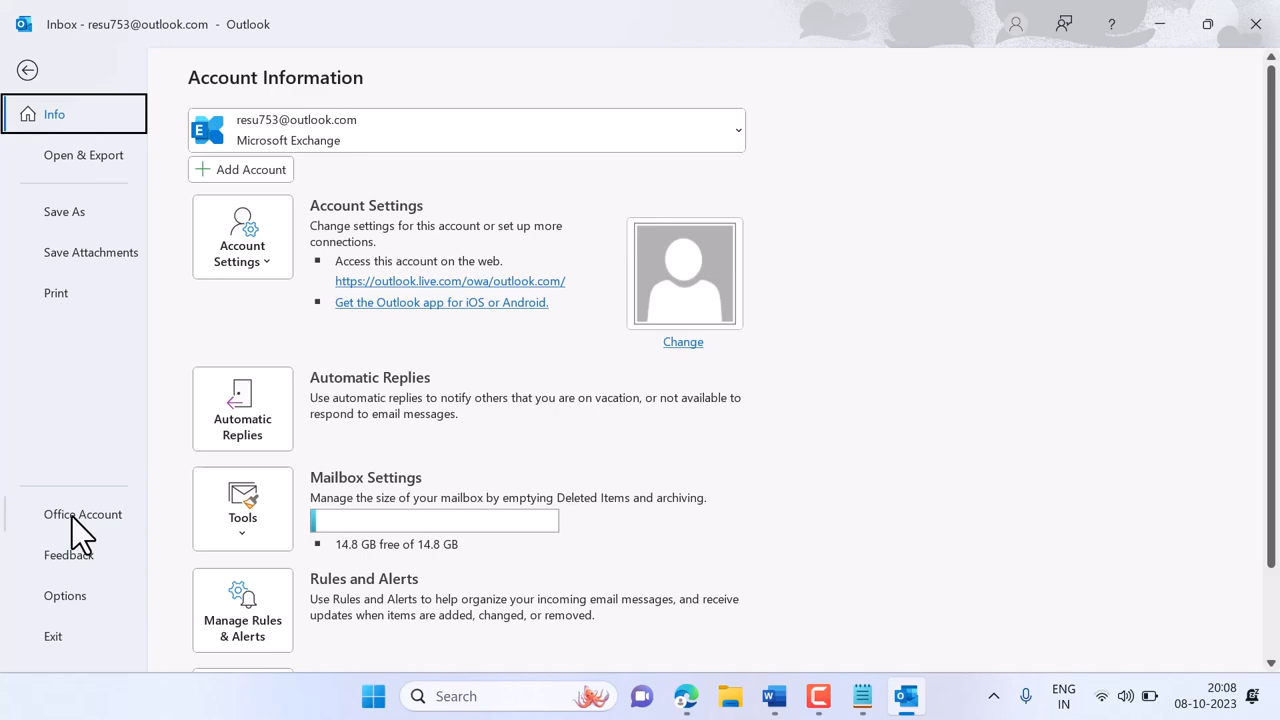 Inbox - resu753@outlook.com - Outlook
?
Info
Open & Export
Save As
Save Attachments
Print
Office Account
Feedback
Options
Exit
Account Information
E
resu753@outlook.com
Microsoft Exchange
Add Account
Account
Settings
Account Settings
Change settings for this account or set up more
connections.
Access this account on the web.
https://outlook.live.com/owa/outlook.com/
Get the Outlook app for iOS or Android.
Change
Automatic
Replies
Automatic Replies
Use automatic replies to notify others that you are on vacation, or not available to
respond to email messages.
Tools
Mailbox Settings
Manage the size of your mailbox by emptying Deleted Items and archiving.
14.8 GB free of 14.8 GB
Manage Rules
& Alerts
Rules and Alerts
Use Rules and Alerts to help organize your incoming email messages, and receive
updates when items are added, changed, or removed.
Search
ENG
IN
20:08
08-10-2023